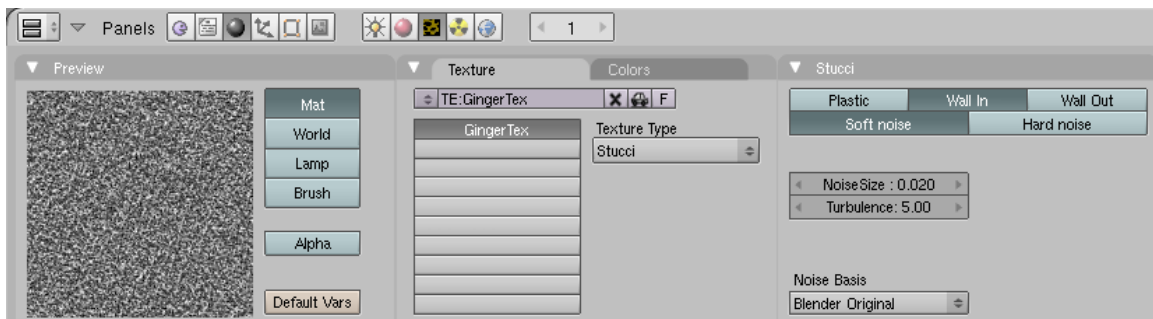 Panels
1
Preview
Mat
World
Lamp
Brush
Alpha
Default Vars
Texture
Colors
TE:GingerTex
F
GingerTex
Texture Type
Stucci
Stucci
Plastic
Wall In
Wall Out
Soft noise
Hard noise
NoiseSize : 0.020
Turbulence: 5.00
Noise Basis
Blender Original